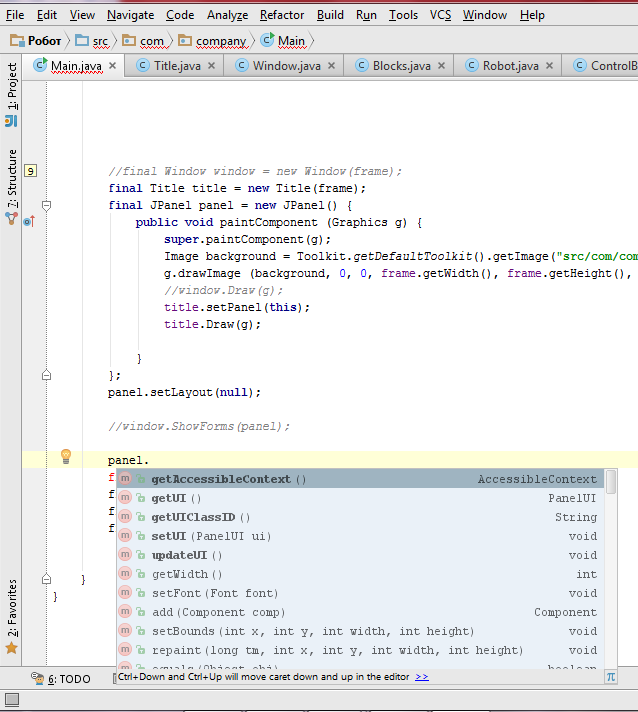 File Edit View Navigate Code Analyze Refactor Build Run Tools VCS Window Help
Робот src com company Main
Main.java Title.java Window.java Blocks.java Robot.java ControlB
1: Project
7: Structure
2: Favorites
9
//final Window window = new Window(frame);
final Title title = new Title(frame);
final JPanel panel = new JPanel() {
public void paintComponent (Graphics g) {
super.paintComponent(g);
Image background = Toolkit.getDefaultToolkit().getImage("src/com/com
g.drawImage (background, 0, 0, frame.getWidth(), frame.getHeight(),
//window.Draw(g);
title.setPanel(this);
title.Draw(g);
}
};
panel.setLayout(null);
//window.ShowForms(panel);
panel.
f
f
f
f
getAccessibleContext () AccessibleContext
getUI () PanelUI
getUIClassID () String
setUI (PanelUI ui) void
updateUI () void
getWidth () int
setFont (Font font) void
add (Component comp) Component
setBounds (int x, int y, int width, int height) void
repaint (long tm, int x, int y, int width, int height) void
equals (Object obj) boolean
Ctrl+Down and Ctrl+Up will move caret down and up in the editor >> π
}
}
6: TODO